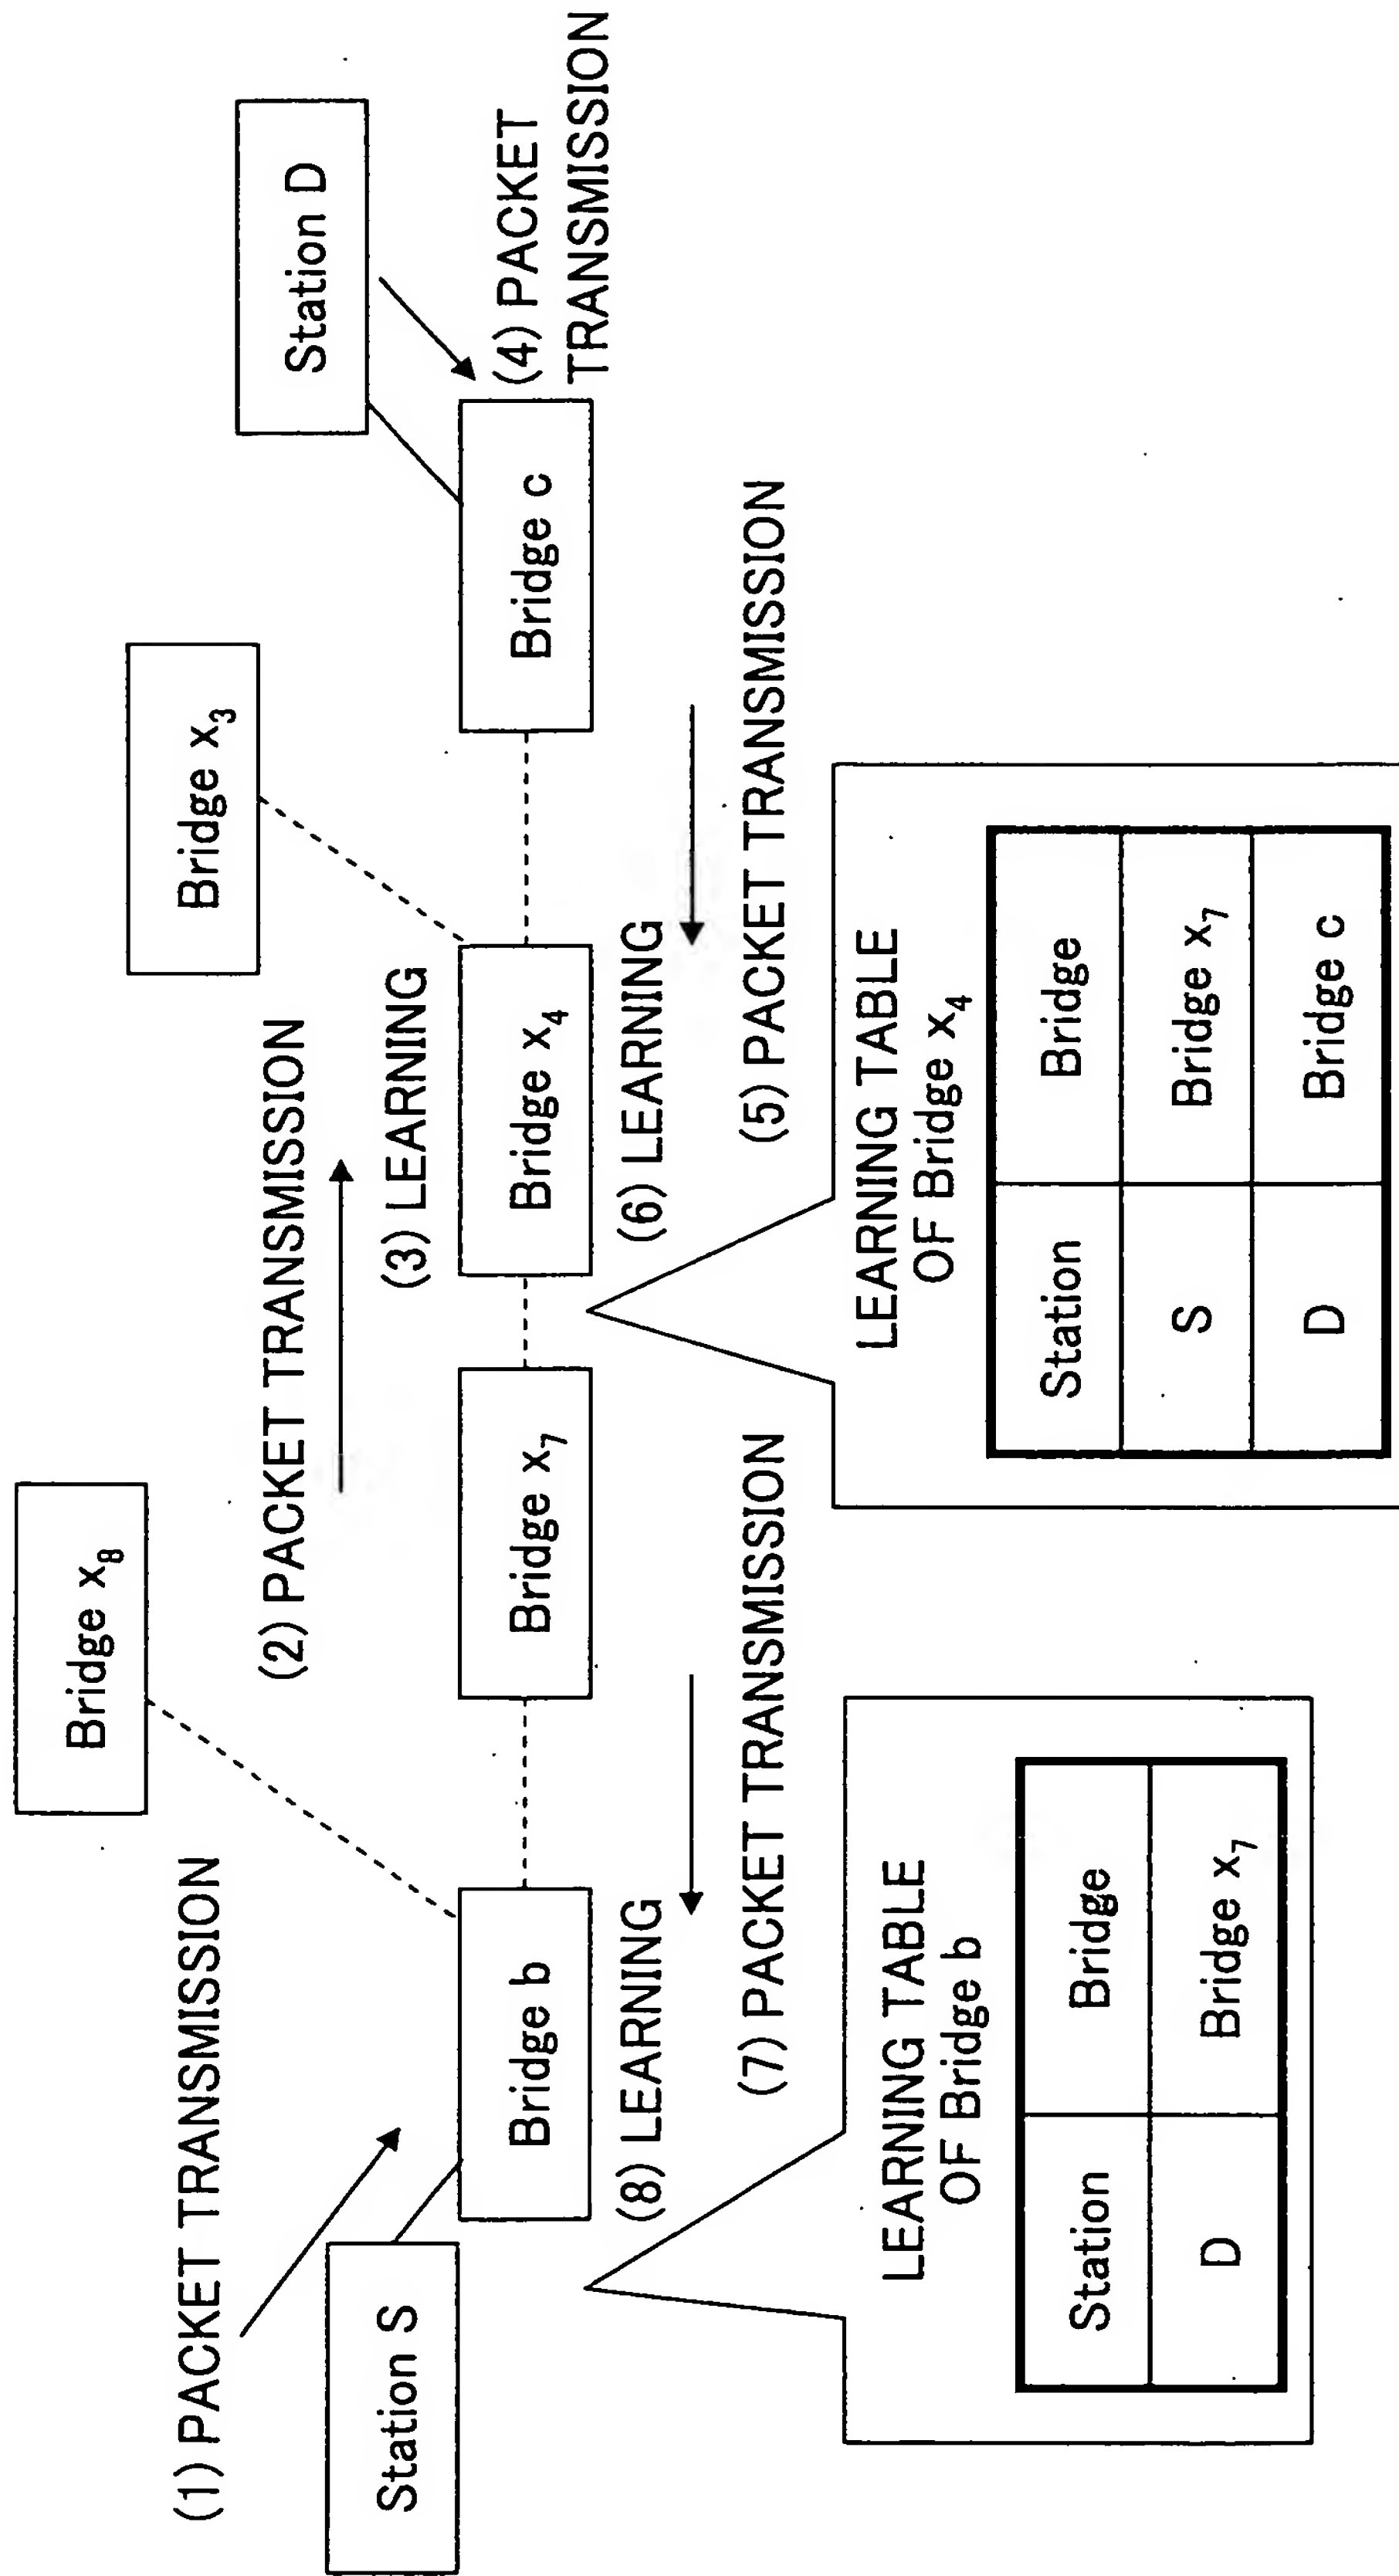 (1) PACKET TRANSMISSION
Station S
Bridge b
(8) LEARNING
Bridge x8
(2) PACKET TRANSMISSION
Bridge x7
(7) PACKET TRANSMISSION
(3) LEARNING
Bridge x4
(6) LEARNING
Bridge x3
(5) PACKET TRANSMISSION
Bridge c
Station D
(4) PACKET
TRANSMISSION
LEARNING TABLE
OF Bridge b
Station Bridge
D Bridge x7
LEARNING TABLE
OF Bridge x4
Station Bridge
S Bridge x7
D Bridge c